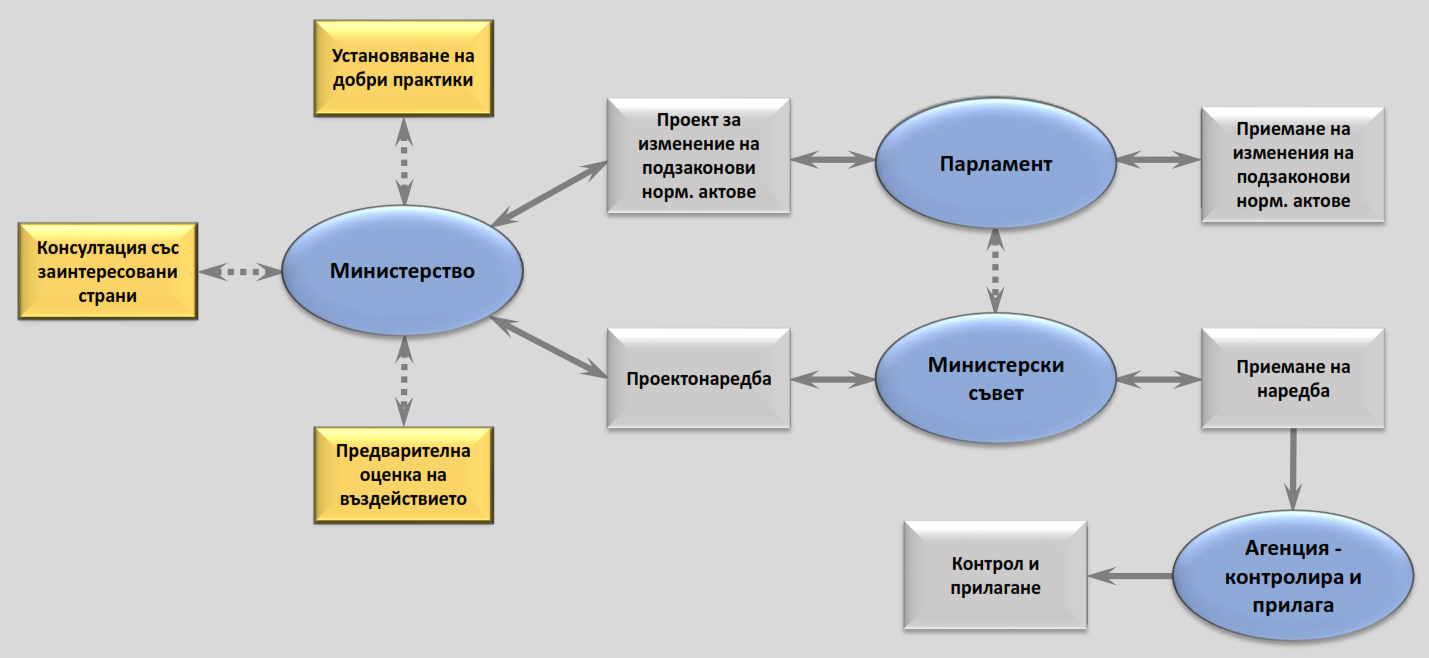 Установяване на
добри практики
Проект за
изменение на
подзаконови
норм. актове
Парламент
Приемане на
изменения на
подзаконови
норм. актове
Консултация със
заинтересовани
страни
Министерство
Проектонаредба
Министерски
съвет
Приемане на
наредба
Предварителна
оценка на
въздействието
Контрол и
прилагане
Агенция -
контролира и
прилага